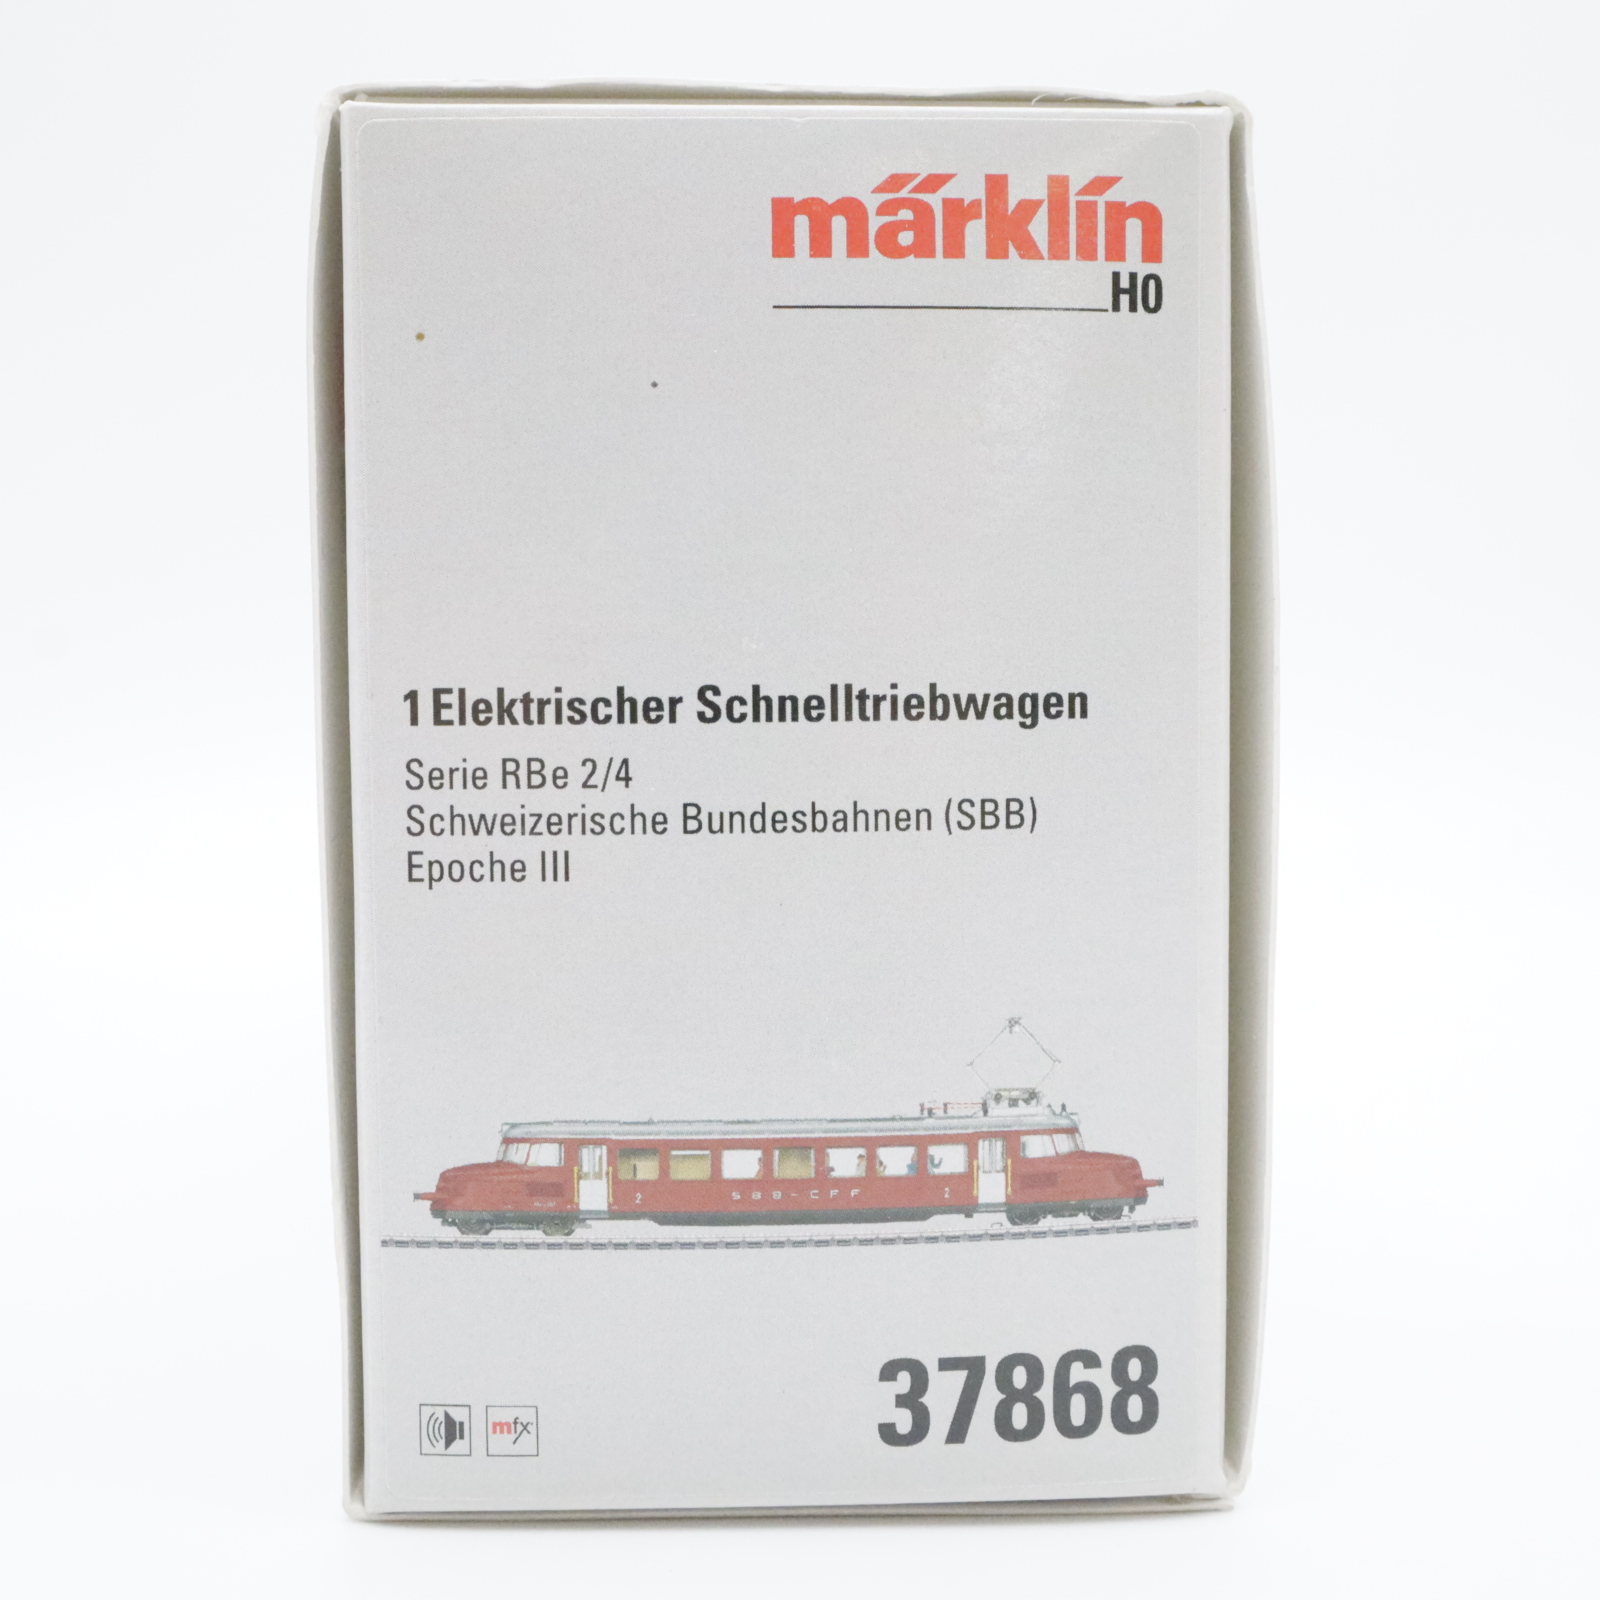 märklin
H0
1 Elektrischer Schnelltriebwagen
Serie RBe 2/4
Schweizerische Bundesbahnen (SBB)
Epoche III
2 SBB-CFF 2
37868
mfx